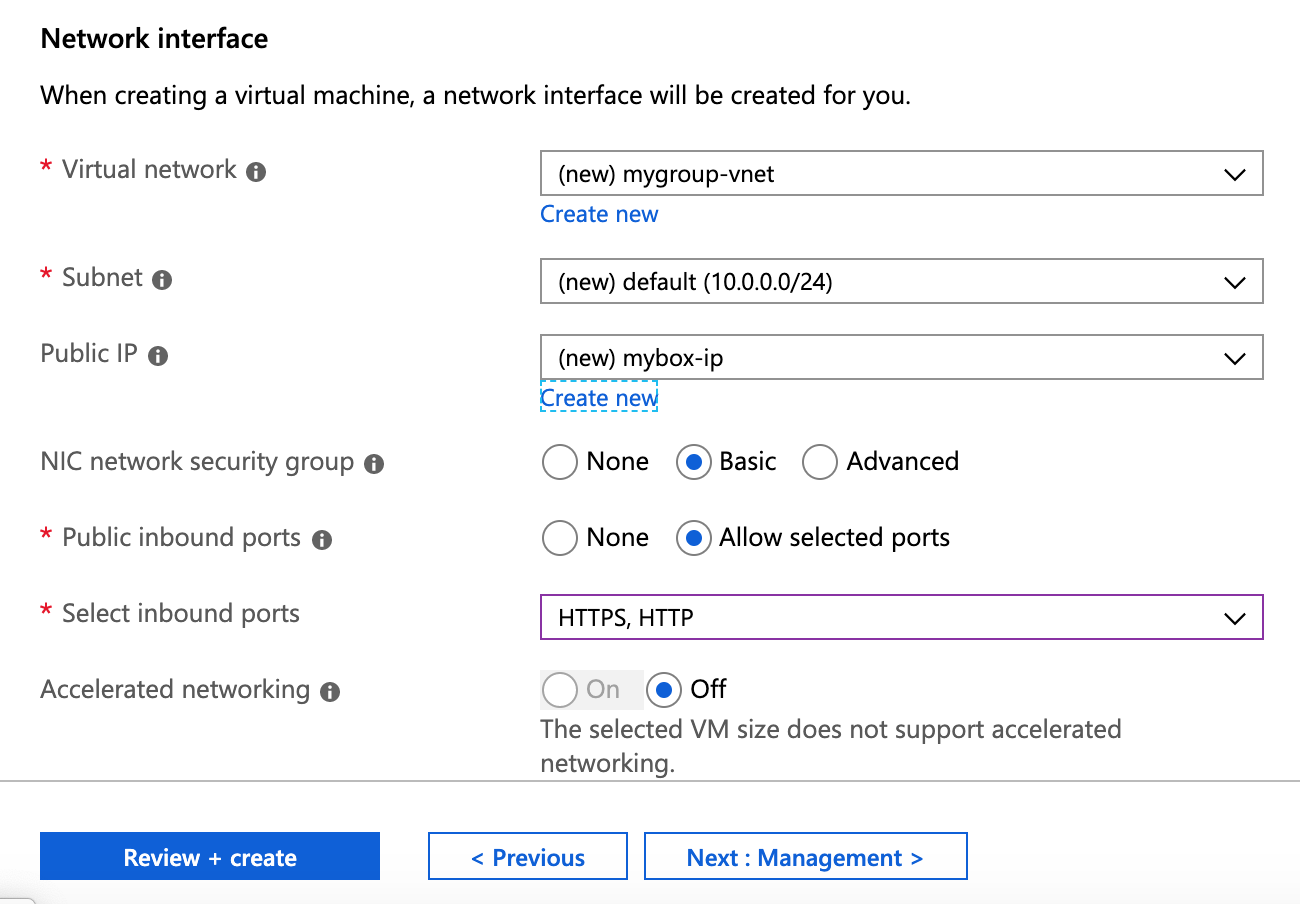 Network interface
When creating a virtual machine, a network interface will be created for you.
* Virtual network
(new) mygroup-vnet
Create new
* Subnet
(new) default (10.0.0.0/24)
Public IP
(new) mybox-ip
Create new
NIC network security group
None Basic Advanced
* Public inbound ports
None Allow selected ports
* Select inbound ports
HTTPS, HTTP
Accelerated networking
On Off
The selected VM size does not support accelerated
networking.
Review + create < Previous Next : Management >